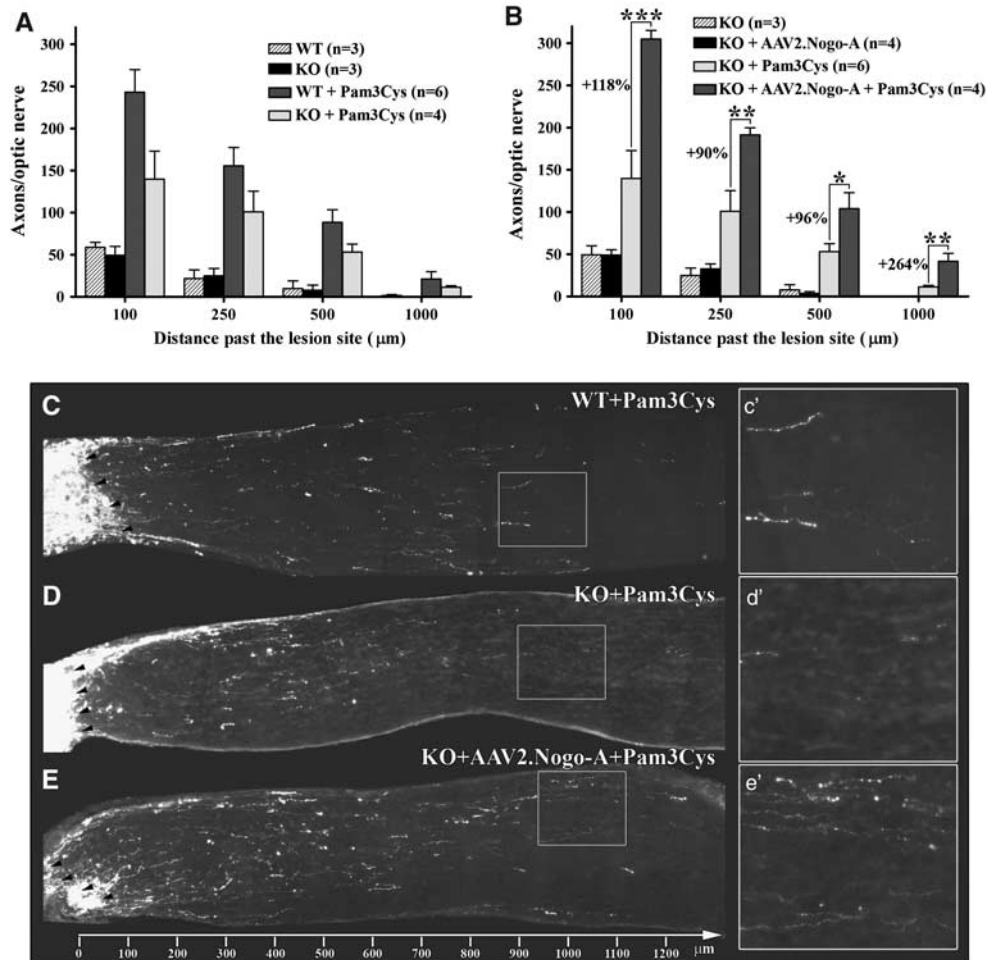 A
Axons/optic nerve
300
250
200
150
100
50
0
WT (n=3)
KO (n=3)
WT + Pam3Cys (n=6)
KO + Pam3Cys (n=4)
100 250 500 1000
Distance past the lesion site (μm)
B
Axons/optic nerve
300
250
200
150
100
50
0
KO (n=3)
KO + AAV2.Nogo-A (n=4)
KO + Pam3Cys (n=6)
KO + AAV2.Nogo-A + Pam3Cys (n=4)
***
+118%
**
+90%
*
+96%
**
+264%
100 250 500 1000
Distance past the lesion site (μm)
C
WT+Pam3Cys
c'
D
KO+Pam3Cys
d'
E
KO+AAV2.Nogo-A+Pam3Cys
e'
0 100 200 300 400 500 600 700 800 900 1000 1100 1200 μm